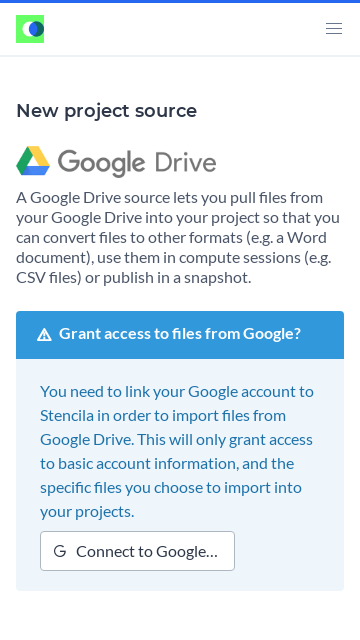 New project source
Google Drive
A Google Drive source lets you pull files from
your Google Drive into your project so that you
can convert files to other formats (e.g. a Word
document), use them in compute sessions (e.g.
CSV files) or publish in a snapshot.
Grant access to files from Google?
You need to link your Google account to
Stencila in order to import files from
Google Drive. This will only grant access
to basic account information, and the
specific files you choose to import into
your projects.
G Connect to Google...